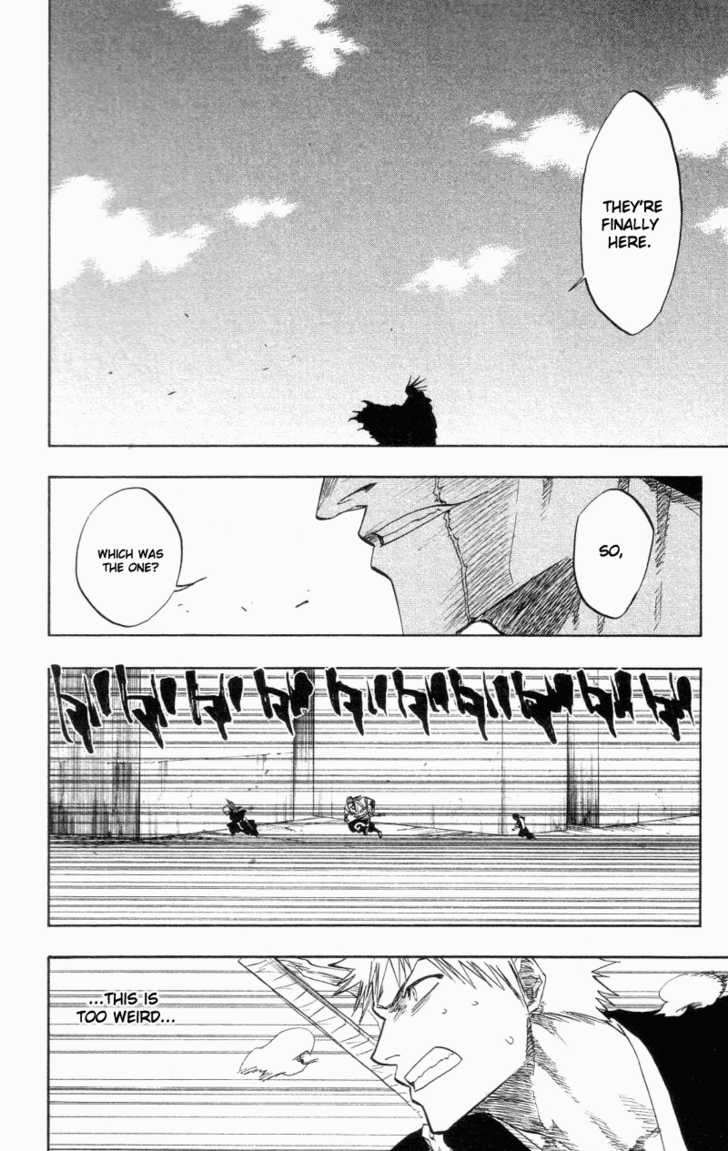 THEY'RE
FINALLY
HERE.
SO,
WHICH WAS
THE ONE?
...THIS IS
TOO WEIRD...